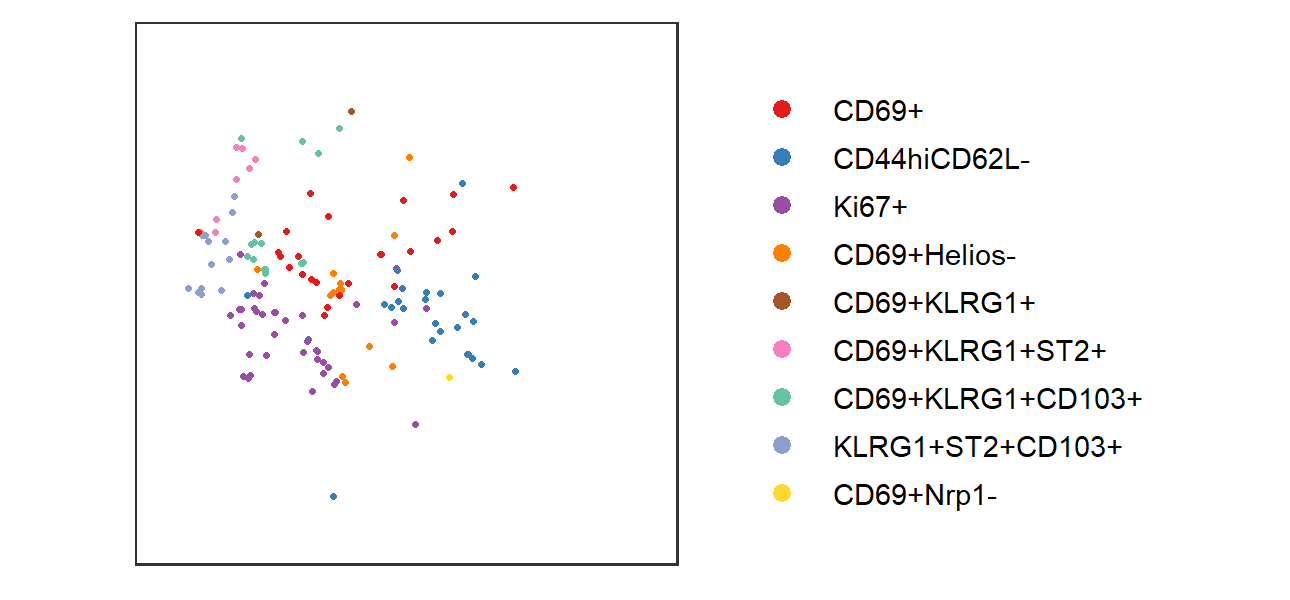 CD69+
CD44hiCD62L-
Ki67+
CD69+Helios-
CD69+KLRG1+
CD69+KLRG1+ST2+
CD69+KLRG1+CD103+
KLRG1+ST2+CD103+
CD69+Nrp1-